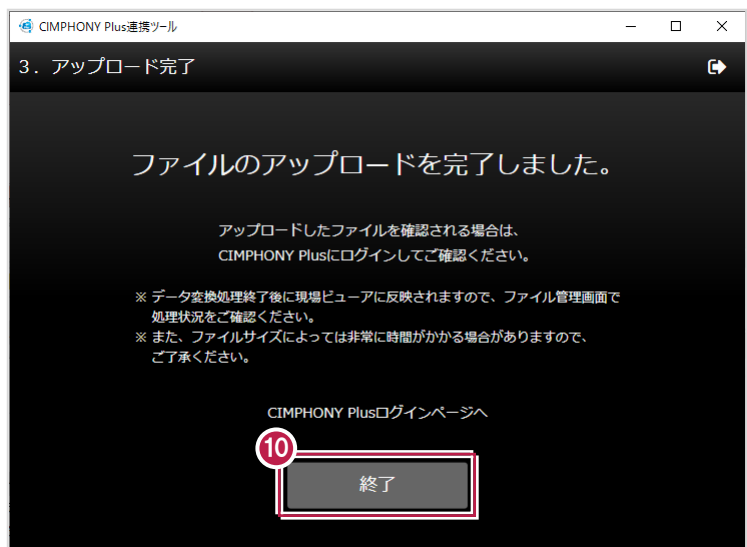 CIMPHONY Plus連携ツール
3．アップロード完了
ファイルのアップロードを完了しました。
アップロードしたファイルを確認される場合は、
CIMPHONY Plusにログインしてご確認ください。
※ データ変換処理終了後に現場ビューアに反映されますので、ファイル管理画面で
処理状況をご確認ください。
※ また、ファイルサイズによっては非常に時間がかかる場合がありますので、
ご了承ください。
CIMPHONY Plusログインページへ
10
終了